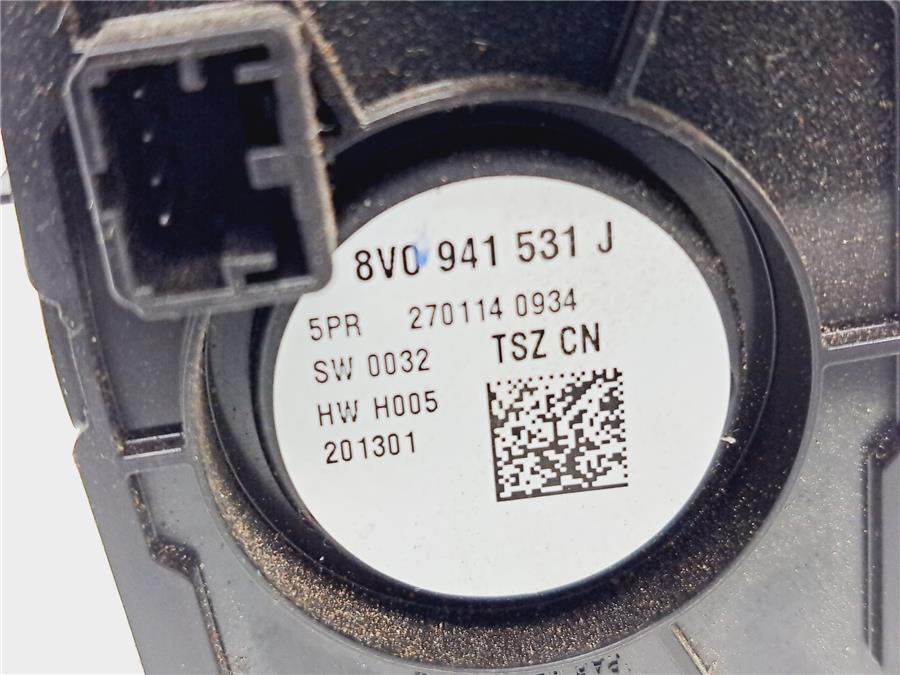 8V0 941 531 J
5PR 270114 0934
SW 0032 TSZ CN
HW H005
201301